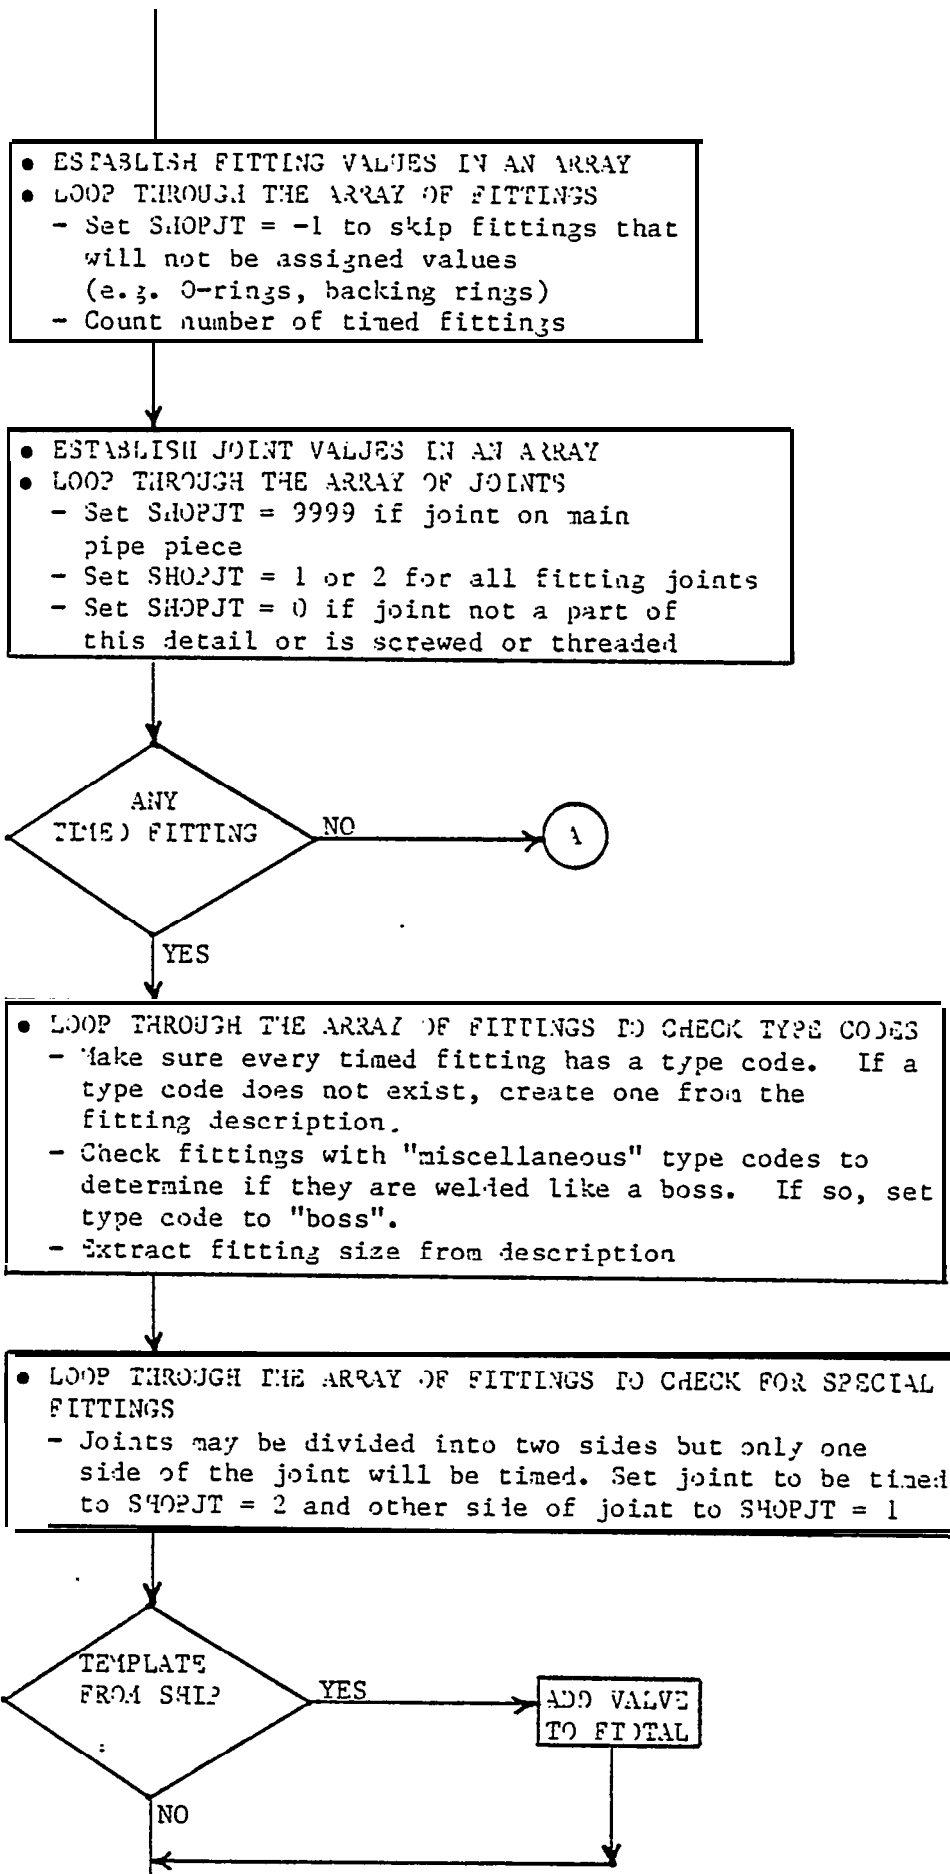 • ESTABLISH FITTING VALUES IN AN ARRAY
• LOOP THROUGH THE ARRAY OF FITTINGS
- Set SHOPJT = -1 to skip fittings that
will not be assigned values
(e.g. O-rings, backing rings)
- Count number of timed fittings
• ESTABLISH JOINT VALUES IN AN ARRAY
• LOOP THROUGH THE ARRAY OF JOINTS
- Set SHOPJT = 9999 if joint on main
pipe piece
- Set SHOPJT = 1 or 2 for all fitting joints
- Set SHOPJT = 0 if joint not a part of
this detail or is screwed or threaded
ANY
TIMED FITTING
NO
A
YES
• LOOP THROUGH THE ARRAY OF FITTINGS TO CHECK TYPE CODES
- Make sure every timed fitting has a type code. If a
type code does not exist, create one from the
fitting description.
- Check fittings with "miscellaneous" type codes to
determine if they are welded like a boss. If so, set
type code to "boss".
- Extract fitting size from description
• LOOP THROUGH THE ARRAY OF FITTINGS TO CHECK FOR SPECIAL
FITTINGS
- Joints may be divided into two sides but only one
side of the joint will be timed. Set joint to be timed
to SHOPJT = 2 and other side of joint to SHOPJT = 1
TEMPLATE
FROM SHIP
YES
ADD VALVE
TO FTOTAL
NO